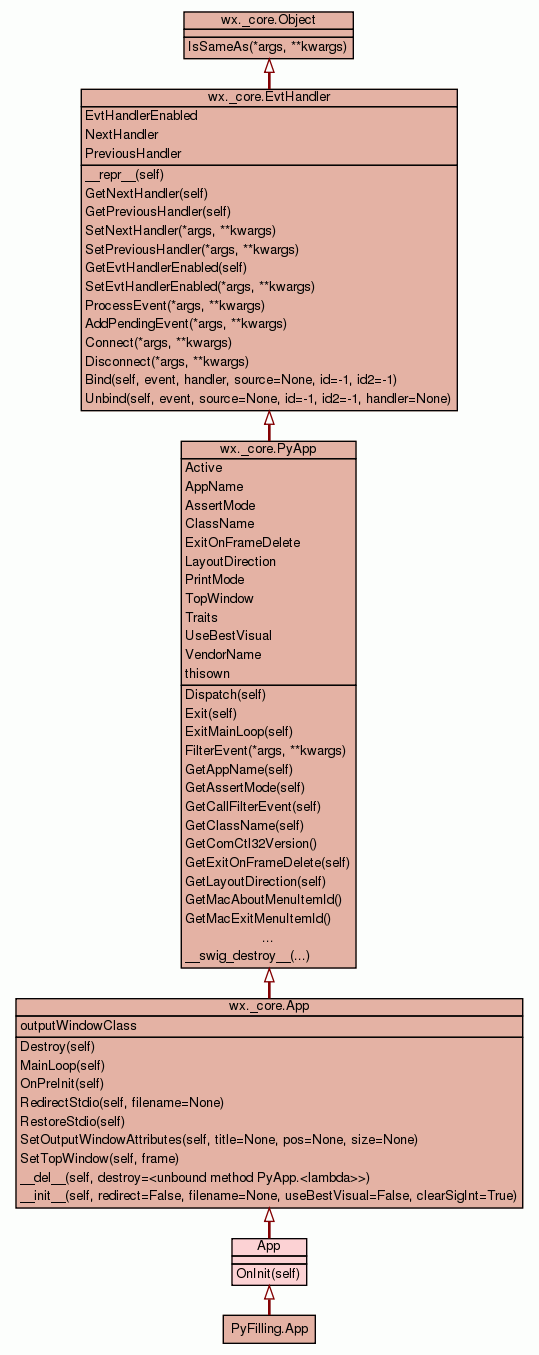 wx._core.Object
IsSameAs(*args, **kwargs)
wx._core.EvtHandler
EvtHandlerEnabled
NextHandler
PreviousHandler
__repr__(self)
GetNextHandler(self)
GetPreviousHandler(self)
SetNextHandler(*args, **kwargs)
SetPreviousHandler(*args, **kwargs)
GetEvtHandlerEnabled(self)
SetEvtHandlerEnabled(*args, **kwargs)
ProcessEvent(*args, **kwargs)
AddPendingEvent(*args, **kwargs)
Connect(*args, **kwargs)
Disconnect(*args, **kwargs)
Bind(self, event, handler, source=None, id=-1, id2=-1)
Unbind(self, event, source=None, id=-1, id2=-1, handler=None)
wx._core.PyApp
Active
AppName
AssertMode
ClassName
ExitOnFrameDelete
LayoutDirection
PrintMode
TopWindow
Traits
UseBestVisual
VendorName
thisown
Dispatch(self)
Exit(self)
ExitMainLoop(self)
FilterEvent(*args, **kwargs)
GetAppName(self)
GetAssertMode(self)
GetCallFilterEvent(self)
GetClassName(self)
GetComCtl32Version()
GetExitOnFrameDelete(self)
GetLayoutDirection(self)
GetMacAboutMenuItemId()
GetMacExitMenuItemId()
...
__swig_destroy__(...)
wx._core.App
outputWindowClass
Destroy(self)
MainLoop(self)
OnPreInit(self)
RedirectStdio(self, filename=None)
RestoreStdio(self)
SetOutputWindowAttributes(self, title=None, pos=None, size=None)
SetTopWindow(self, frame)
__del__(self, destroy=<unbound method PyApp.<lambda>>)
__init__(self, redirect=False, filename=None, useBestVisual=False, clearSigInt=True)
App
OnInit(self)
PyFilling.App